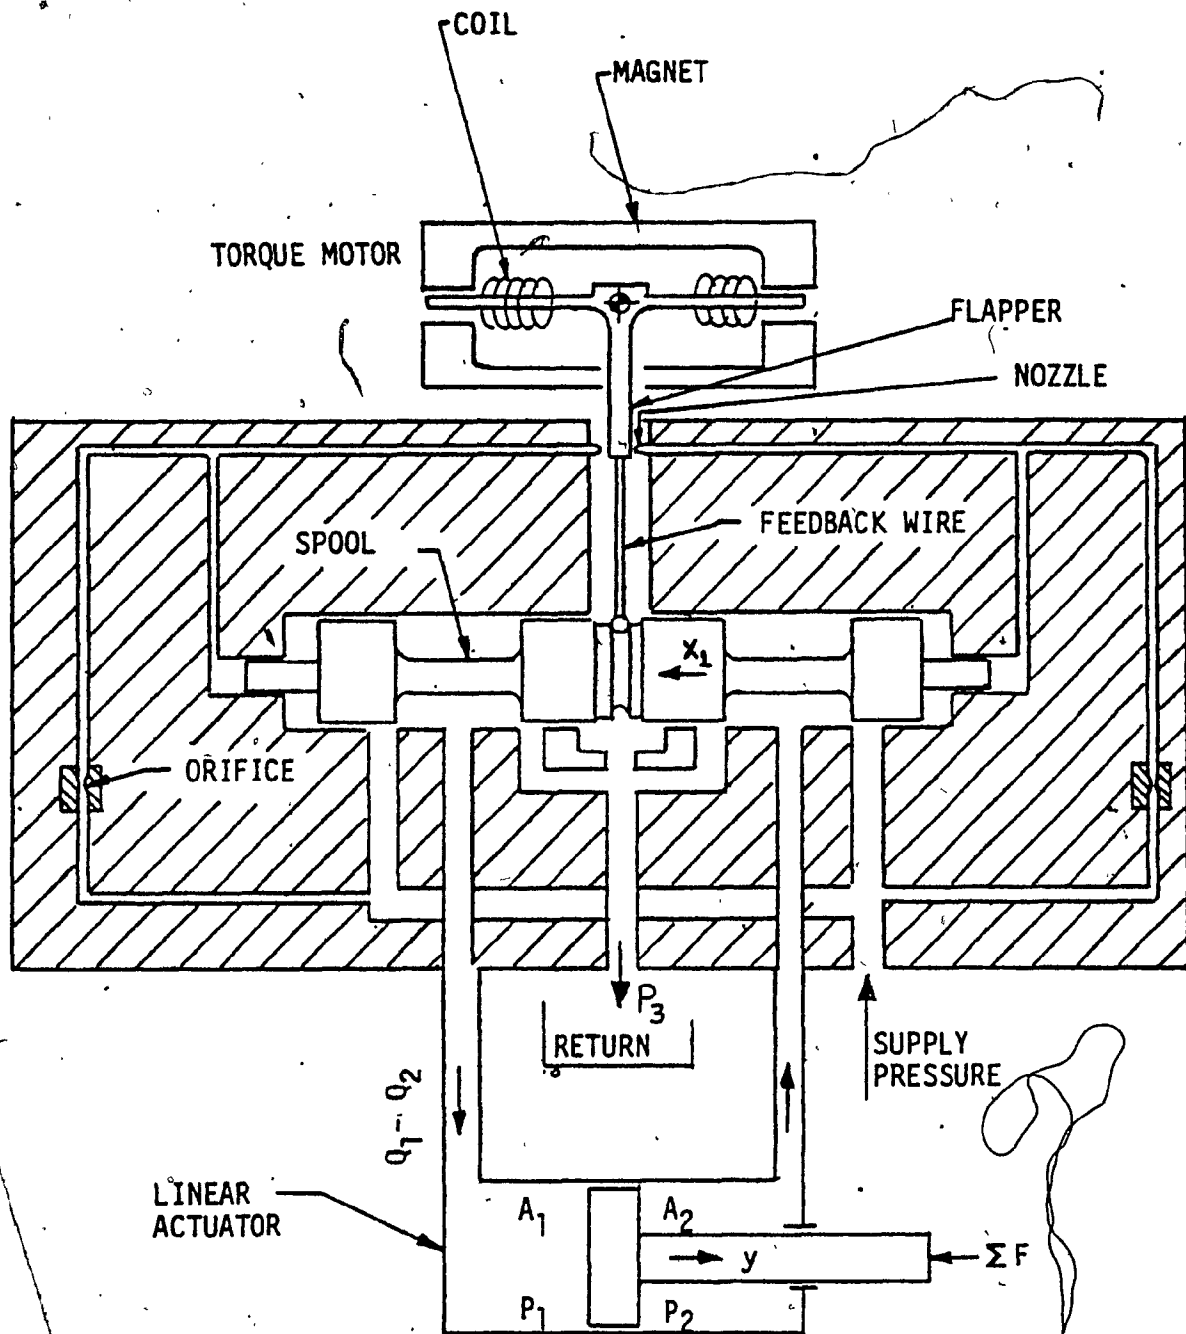 COIL
MAGNET
TORQUE MOTOR
FLAPPER
NOZZLE
FEEDBACK WIRE
SPOOL
X1
ORIFICE
P3
RETURN
SUPPLY
PRESSURE
Q1 - Q2
LINEAR
ACTUATOR
A1
A2
y
ΣF
P1
P2